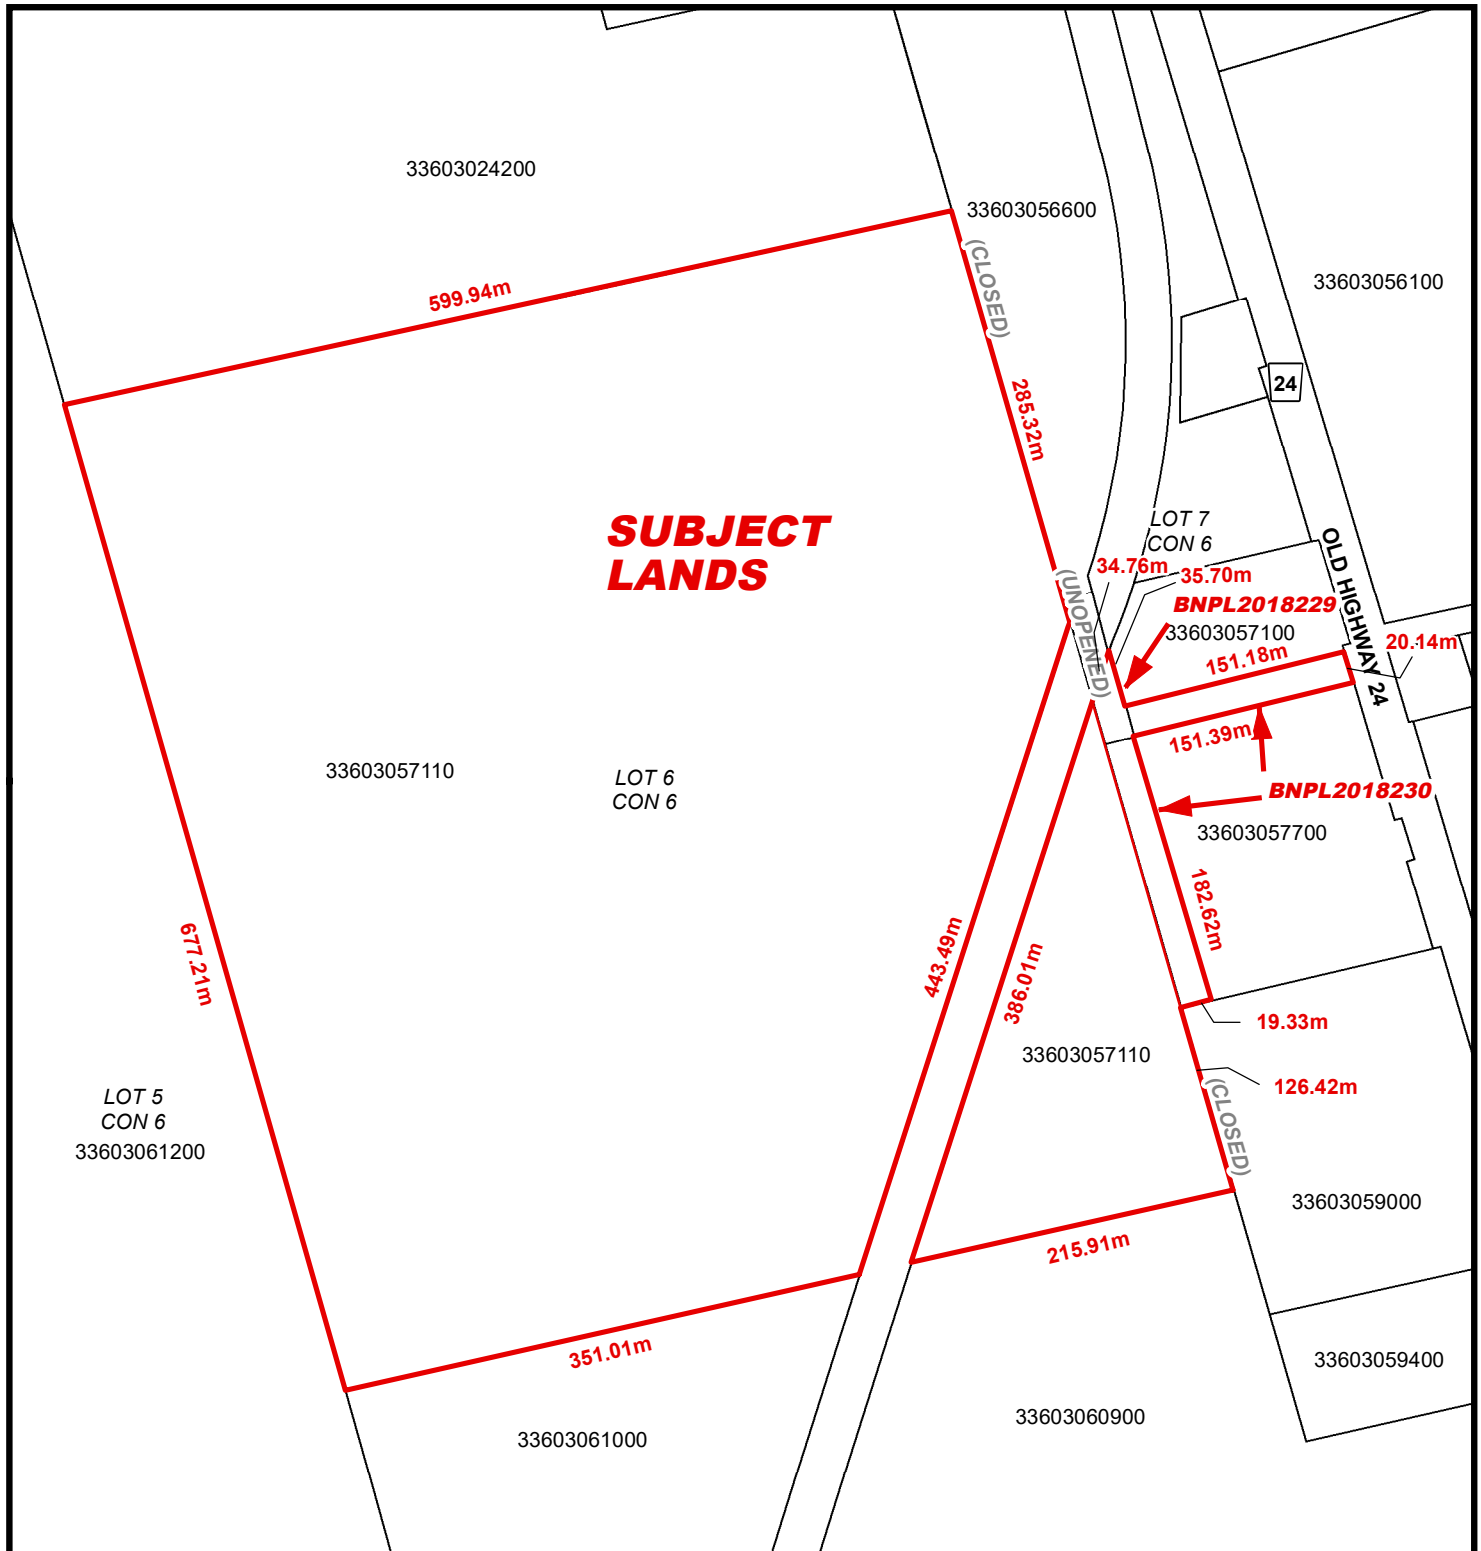 33603024200
33603056600
(CLOSED)
33603056100
599.94m
24
285.32m
SUBJECT
LANDS
LOT 7
CON 6
OLD HIGHWAY 24
34.76m
35.70m
(UNOPENED)
BNPL2018229
33603057100
20.14m
151.18m
151.39m
33603057110
LOT 6
CON 6
BNPL2018230
33603057700
182.62m
677.21m
443.49m
386.01m
19.33m
33603057110
126.42m
LOT 5
CON 6
33603061200
(CLOSED)
33603059000
215.91m
351.01m
33603059400
33603060900
33603061000